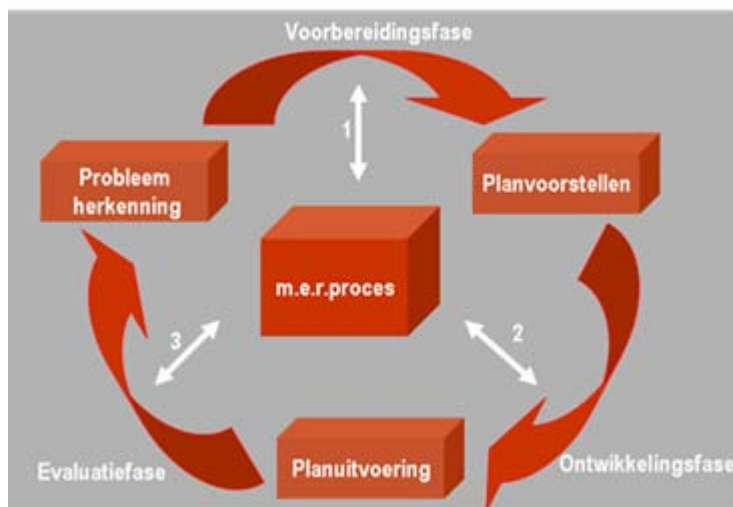 Voorbereidingsfase
1
Probleem
herkenning
Planvoorstellen
m.e.r.proces
3
2
Evaluatiefase
Planuitvoering
Ontwikkelingsfase